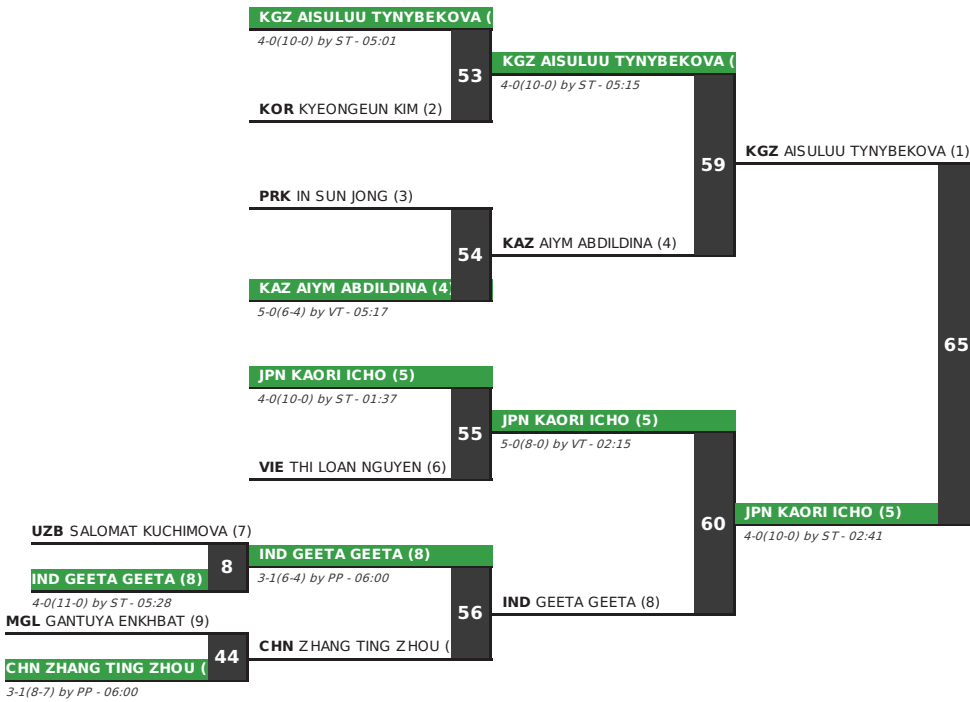 KGZ AISULUU TYNYBEKOVA (
4-0(10-0) by ST - 05:01
53
KOR KYEONGEUN KIM (2)
KGZ AISULUU TYNYBEKOVA (
4-0(10-0) by ST - 05:15
59
KGZ AISULUU TYNYBEKOVA (1)
PRK IN SUN JONG (3)
54
KAZ AIYM ABDILDINA (4)
KAZ AIYM ABDILDINA (4)
5-0(6-4) by VT - 05:17
65
JPN KAORI ICHO (5)
4-0(10-0) by ST - 01:37
55
VIE THI LOAN NGUYEN (6)
JPN KAORI ICHO (5)
5-0(8-0) by VT - 02:15
60
JPN KAORI ICHO (5)
4-0(10-0) by ST - 02:41
UZB SALOMAT KUCHIMOVA (7)
8
IND GEETA GEETA (8)
4-0(11-0) by ST - 05:28
IND GEETA GEETA (8)
3-1(6-4) by PP - 06:00
56
IND GEETA GEETA (8)
MGL GANTUYA ENKHBAT (9)
44
CHN ZHANG TING ZHOU (
CHN ZHANG TING ZHOU (
3-1(8-7) by PP - 06:00